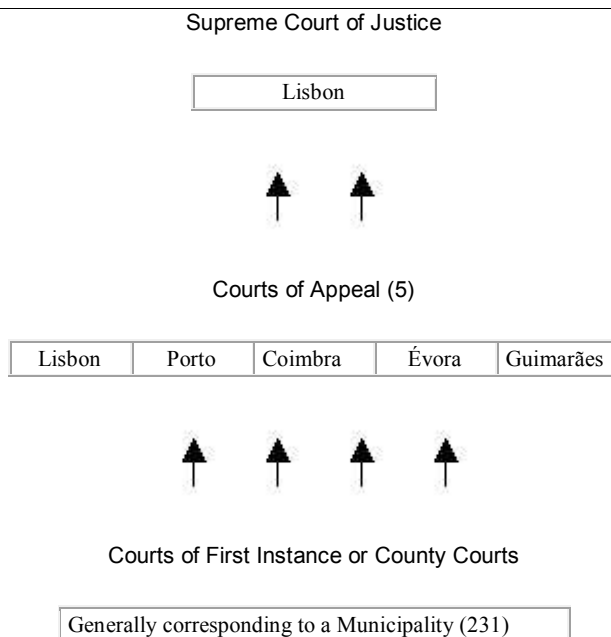 Supreme Court of Justice
Lisbon
Courts of Appeal (5)
Lisbon Porto Coimbra Évora Guimarães
Courts of First Instance or County Courts
Generally corresponding to a Municipality (231)